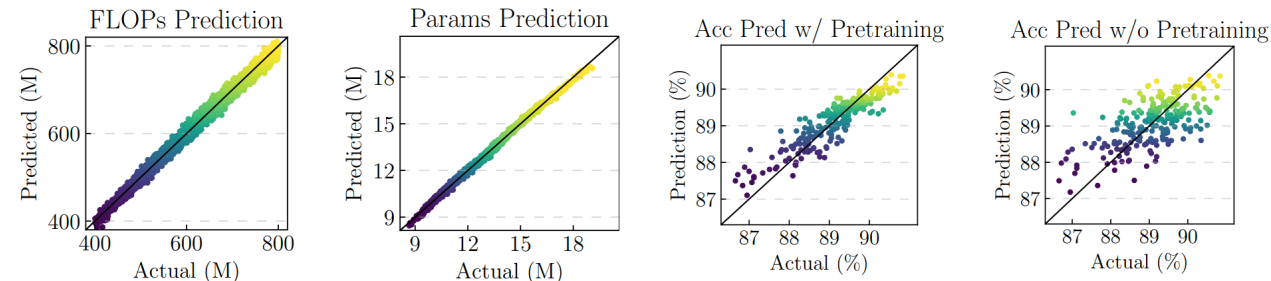 FLOPs Prediction
Predicted (M)
800
600
400
400 600 800
Actual (M)
Params Prediction
Predicted (M)
18
15
12
9
9 12 15 18
Actual (M)
Acc Pred w/ Pretraining
Prediction (%)
90
89
88
87
87 88 89 90
Actual (%)
Acc Pred w/o Pretraining
Prediction (%)
90
89
88
87
87 88 89 90
Actual (%)